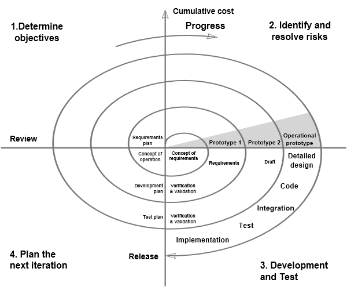 Cumulative cost
Progress
1.Determine
objectives
2. Identify and
resolve risks
Review
Requirements
plan
Concept of
operation
Concept of
requirements
Prototype 1
Prototype 2
Operational
prototype
Requirements
Draft
Detailed
design
Development
plan
Verification
& Validation
Code
Integration
Test plan
Verification
& Validation
Test
Implementation
Release
4. Plan the
next iteration
3. Development
and Test